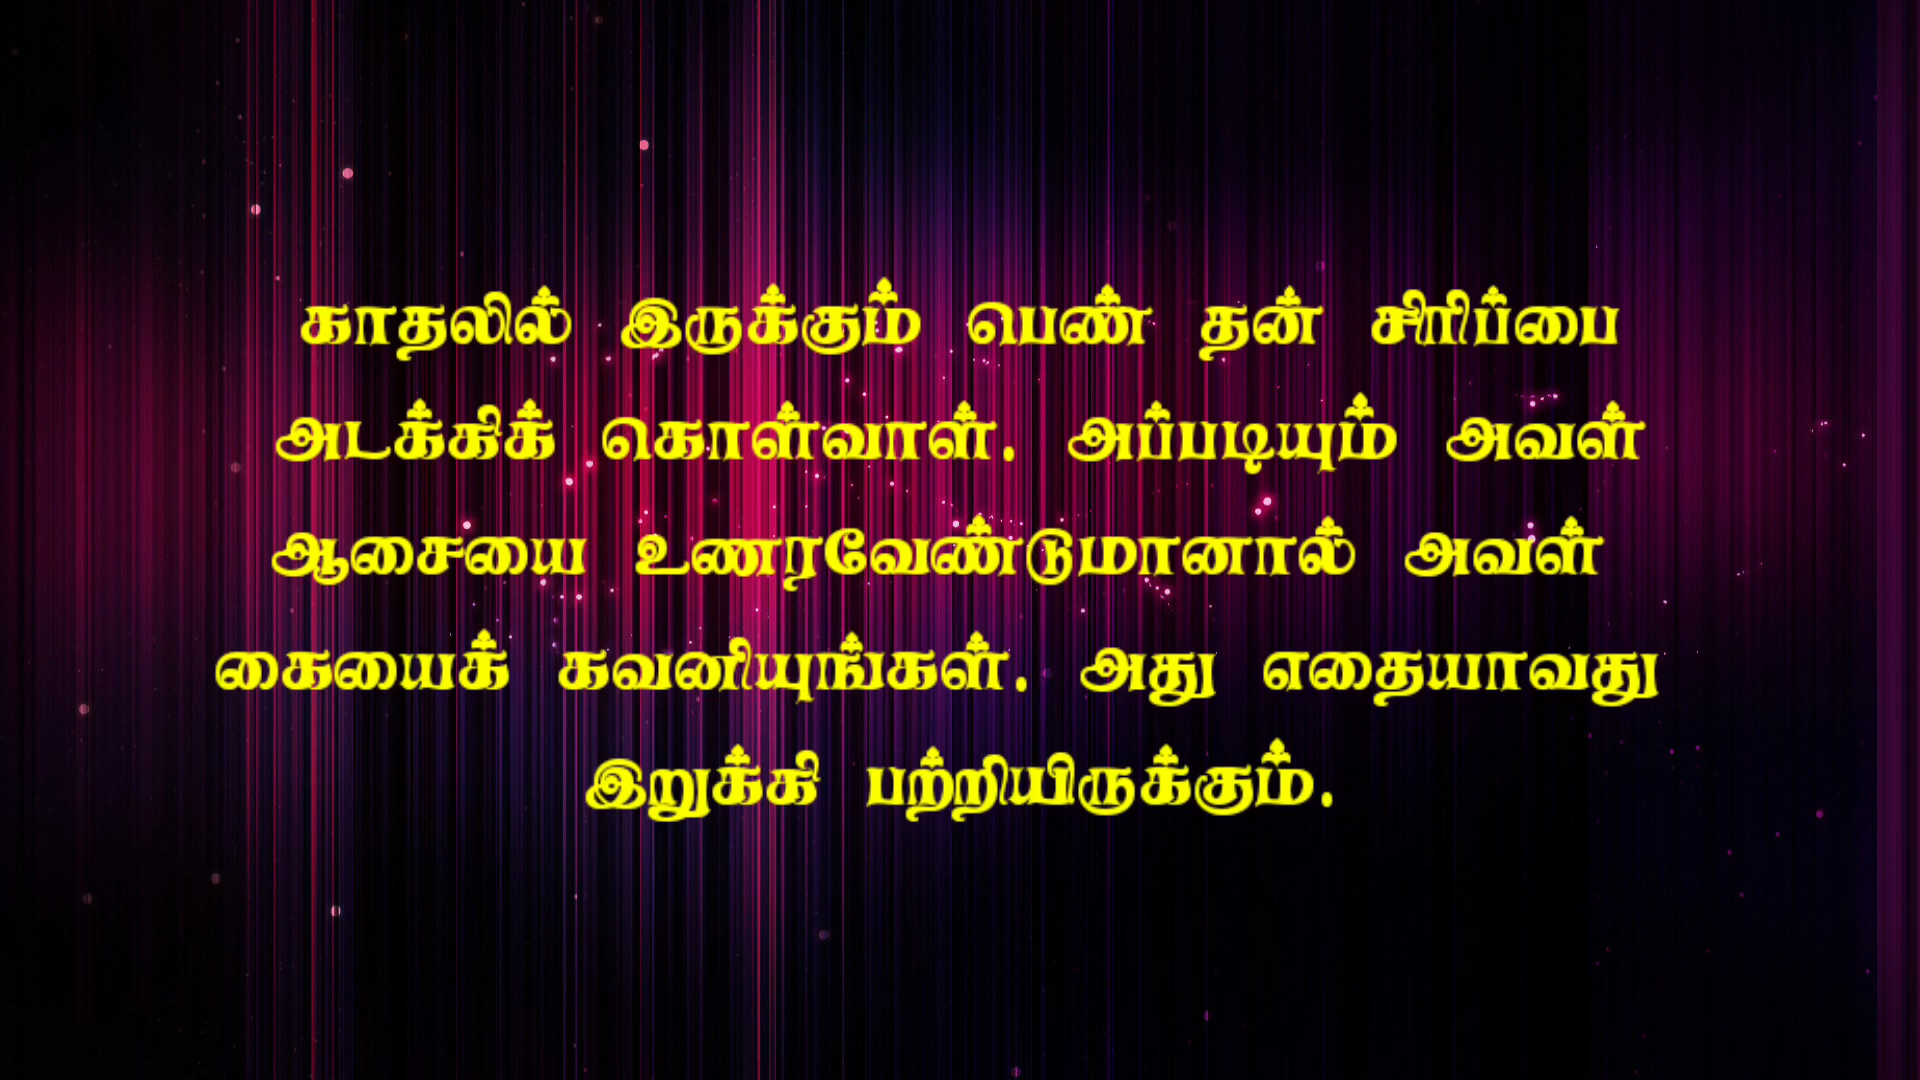 காதலில் இருக்கும் பெண் தன் சிரிப்பை
அடக்கிக் கொள்வாள். அப்படியும் அவள்
ஆசையை உணரவேண்டுமானால் அவள்
கையைக் கவனியுங்கள். அது எதையாவது
இறுக்கி பற்றியிருக்கும்.